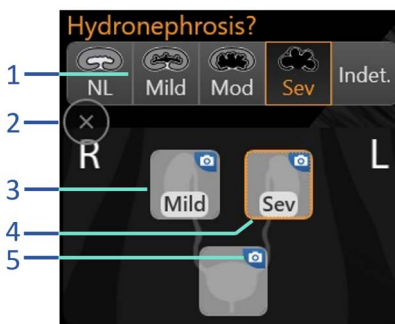 Hydronephrosis?
1
NL Mild Mod Sev Indet.
2
R L
3
Mild Sev
4
5